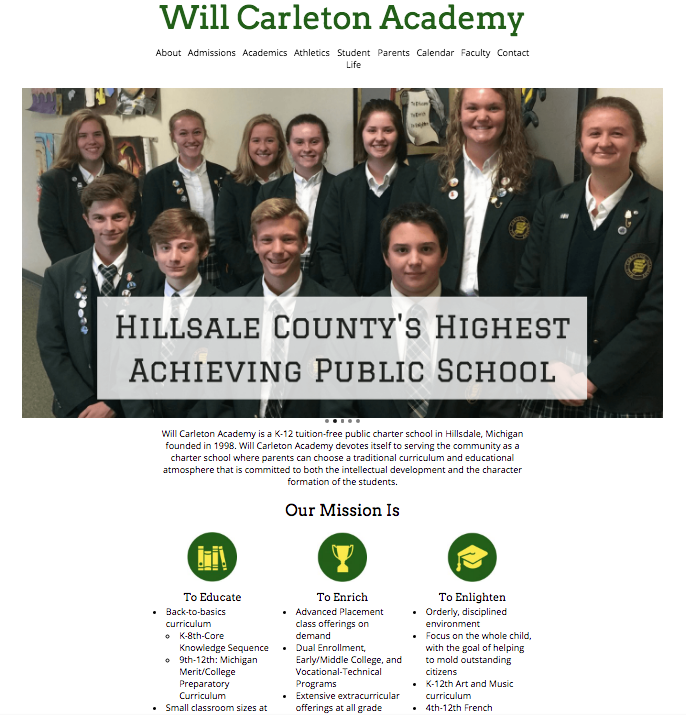 Will Carleton Academy
About Admissions Academics Athletics Student Parents Calendar Faculty Contact
Life
HILLSALE COUNTY'S HIGHEST
ACHIEVING PUBLIC SCHOOL
Will Carleton Academy is a K-12 tuition-free public charter school in Hillsdale, Michigan
founded in 1998. Will Carleton Academy devotes itself to serving the community as a
charter school where parents can choose a traditional curriculum and educational
atmosphere that is committed to both the intellectual development and the character
formation of the students.
Our Mission Is
To Educate
Back-to-basics
curriculum
K-8th-Core
Knowledge Sequence
9th-12th: Michigan
Merit/College
Preparatory
Curriculum
Small classroom sizes at
To Enrich
Advanced Placement
class offerings on
demand
Dual Enrollment,
Early/Middle College, and
Vocational-Technical
Programs
Extensive extracurricular
offerings at all grade
To Enlighten
Orderly, disciplined
environment
Focus on the whole child,
with the goal of helping
to mold outstanding
citizens
K-12th Art and Music
curriculum
4th-12th French